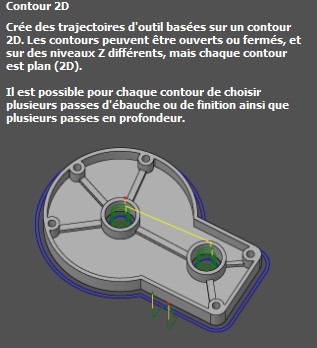 Contour 2D
Crée des trajectoires d'outil basées sur un contour
2D. Les contours peuvent être ouverts ou fermés, et
sur des niveaux Z différents, mais chaque contour
est plan (2D).
Il est possible pour chaque contour de choisir
plusieurs passes d'ébauche ou de finition ainsi que
plusieurs passes en profondeur.